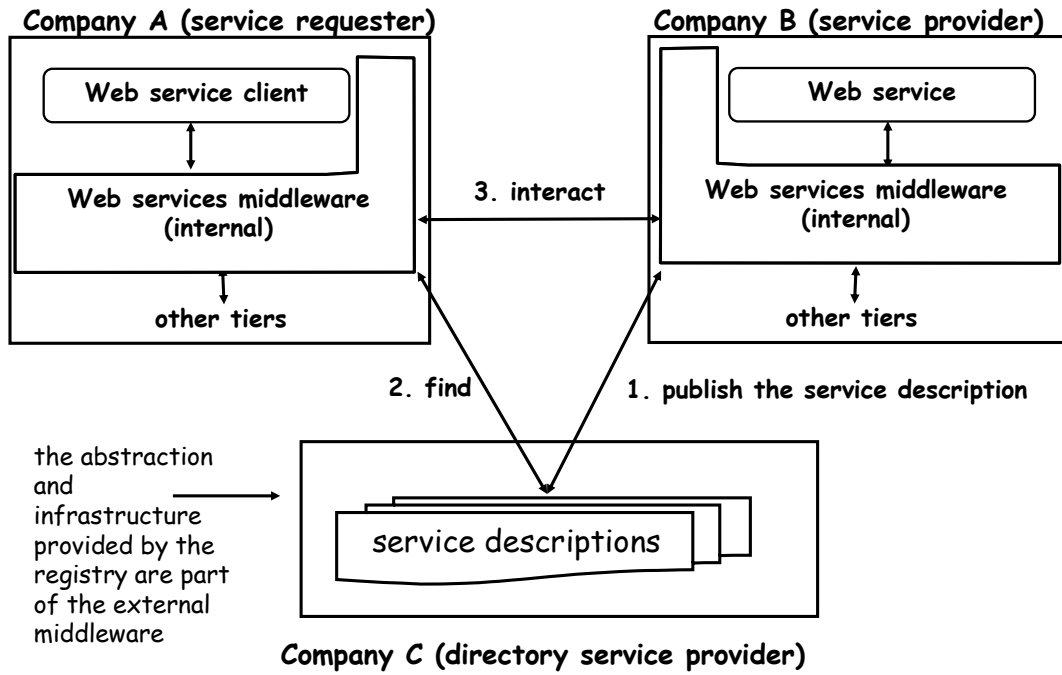 Company A (service requester)
Company B (service provider)
Web service client
Web service
Web services middleware
(internal)
3. interact
Web services middleware
(internal)
other tiers
other tiers
2. find
1. publish the service description
the abstraction
and
infrastructure
provided by the
registry are part
of the external
middleware
service descriptions
Company C (directory service provider)